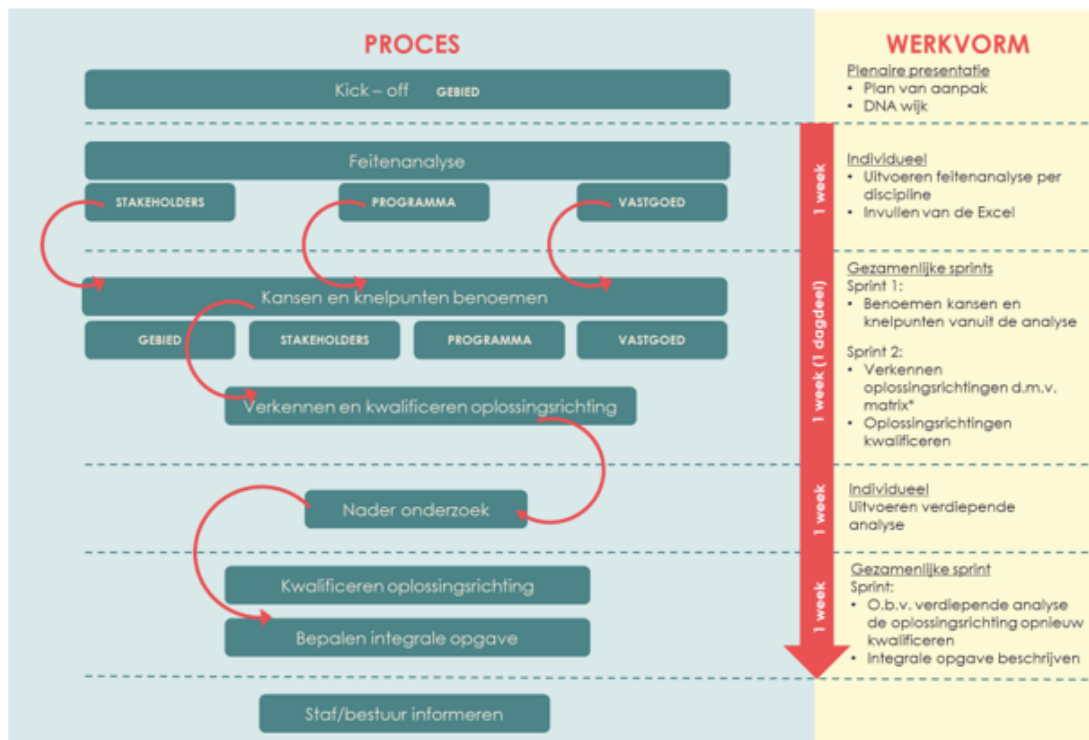 PROCES
Kick – off GEBIED
Feitenanalyse
STAKEHOLDERS
PROGRAMMA
VASTGOED
Kansen en knelpunten benoemen
GEBIED
STAKEHOLDERS
PROGRAMMA
VASTGOED
Verkennen en kwalificeren oplossingsrichting
Nader onderzoek
Kwalificeren oplossingsrichting
Bepalen integrale opgave
Staf/bestuur informeren
1 week
1 week (1 dagdeel)
1 week
1 week
WERKVORM
Plenaire presentatie
• Plan van aanpak
• DNA wijk
Individueel
• Uitvoeren feitenanalyse per
discipline
• Invullen van de Excel
Gezamenlijke sprints
Sprint 1:
• Benoemen kansen en
knelpunten vanuit de analyse
Sprint 2:
• Verkennen
oplossingsrichtingen d.m.v.
matrix*
• Oplossingsrichtingen
kwalificeren
Individueel
Uitvoeren verdiepende
analyse
Gezamenlijke sprint
Sprint:
• O.b.v. verdiepende analyse
de oplossingsrichting opnieuw
kwalificeren
• Integrale opgave beschrijven